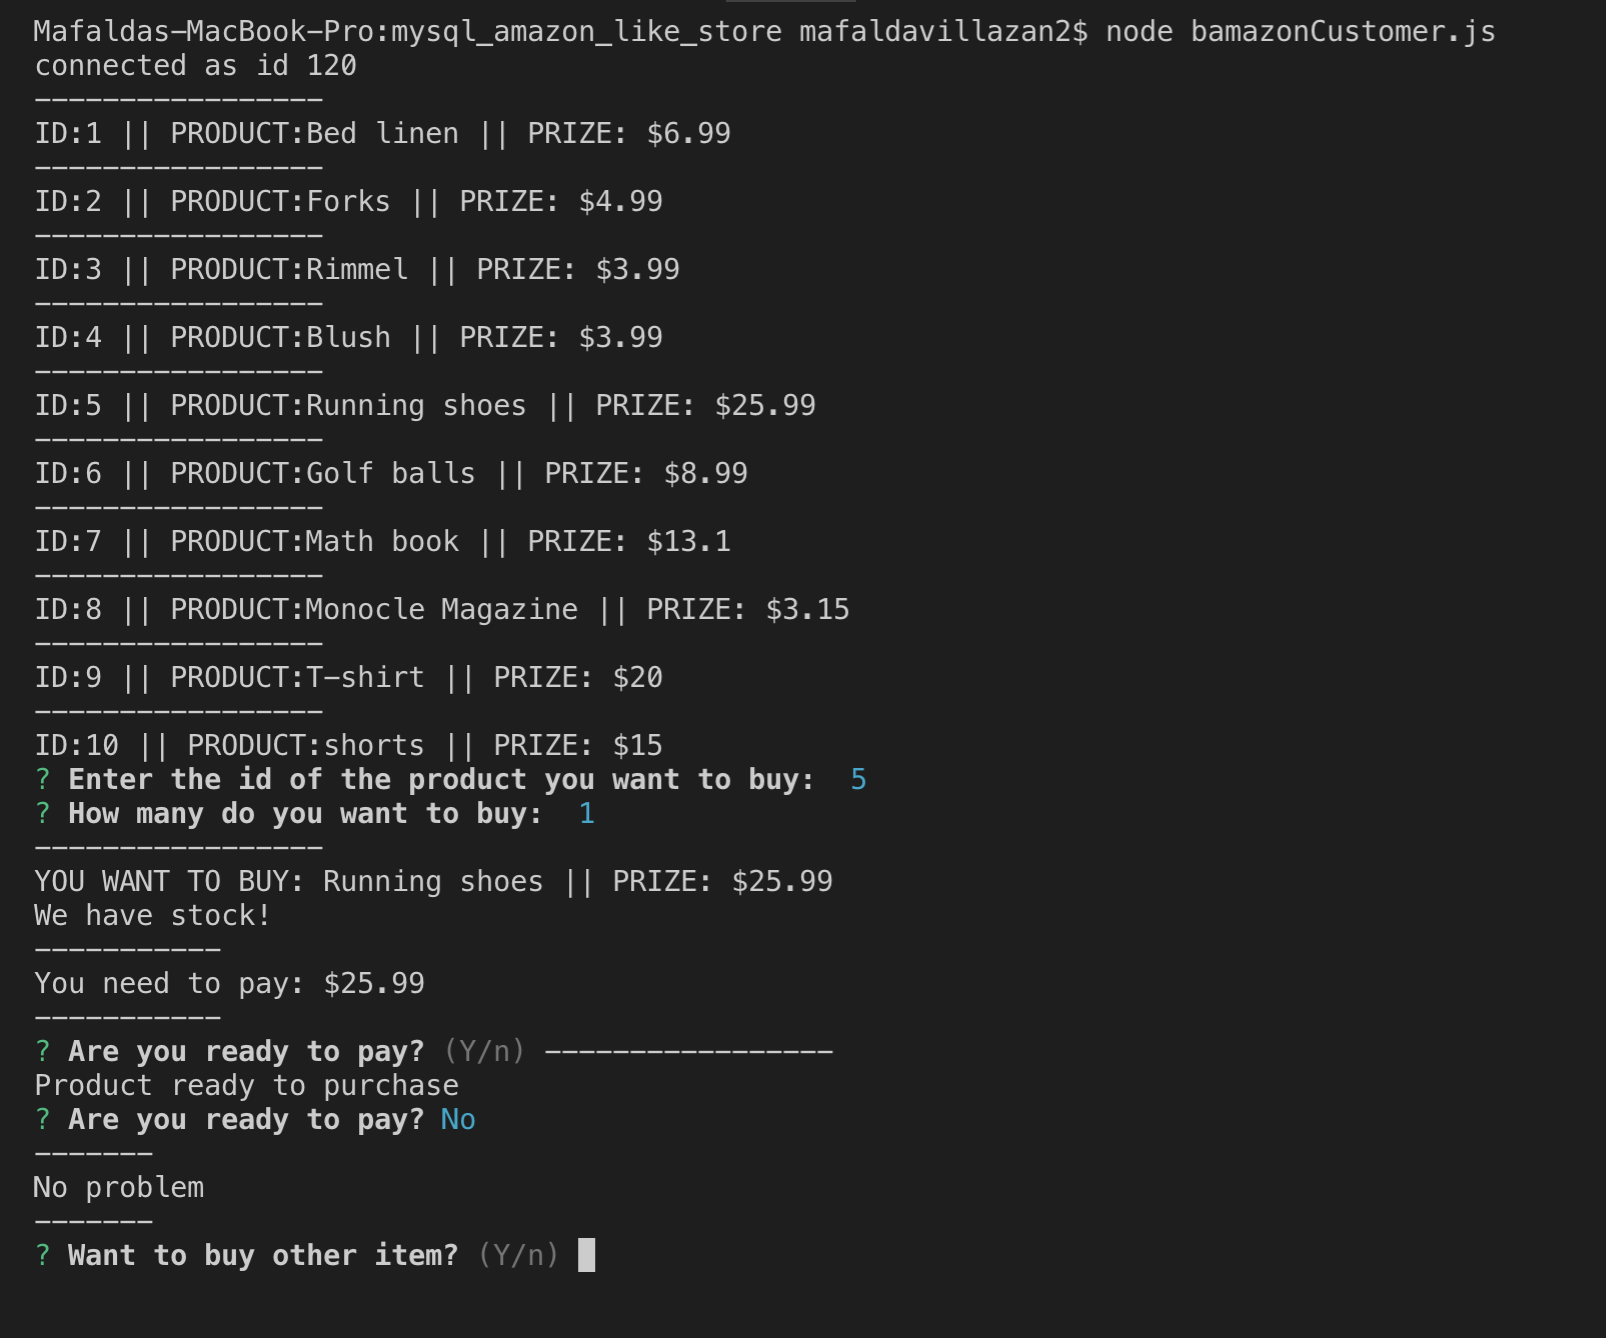 Mafaldas-MacBook-Pro:mysql_amazon_like_store mafaldavillazan2$ node bamazonCustomer.js
connected as id 120
-----------------
ID:1 || PRODUCT:Bed linen || PRIZE: $6.99
-----------------
ID:2 || PRODUCT:Forks || PRIZE: $4.99
-----------------
ID:3 || PRODUCT:Rimmel || PRIZE: $3.99
-----------------
ID:4 || PRODUCT:Blush || PRIZE: $3.99
-----------------
ID:5 || PRODUCT:Running shoes || PRIZE: $25.99
-----------------
ID:6 || PRODUCT:Golf balls || PRIZE: $8.99
-----------------
ID:7 || PRODUCT:Math book || PRIZE: $13.1
-----------------
ID:8 || PRODUCT:Monocle Magazine || PRIZE: $3.15
-----------------
ID:9 || PRODUCT:T-shirt || PRIZE: $20
-----------------
ID:10 || PRODUCT:shorts || PRIZE: $15
? Enter the id of the product you want to buy:  5
? How many do you want to buy:  1
-----------------
YOU WANT TO BUY: Running shoes || PRIZE: $25.99
We have stock!
-----------
You need to pay: $25.99
-----------
? Are you ready to pay? (Y/n) -----------------
Product ready to purchase
? Are you ready to pay? No
-------
No problem
-------
? Want to buy other item? (Y/n)